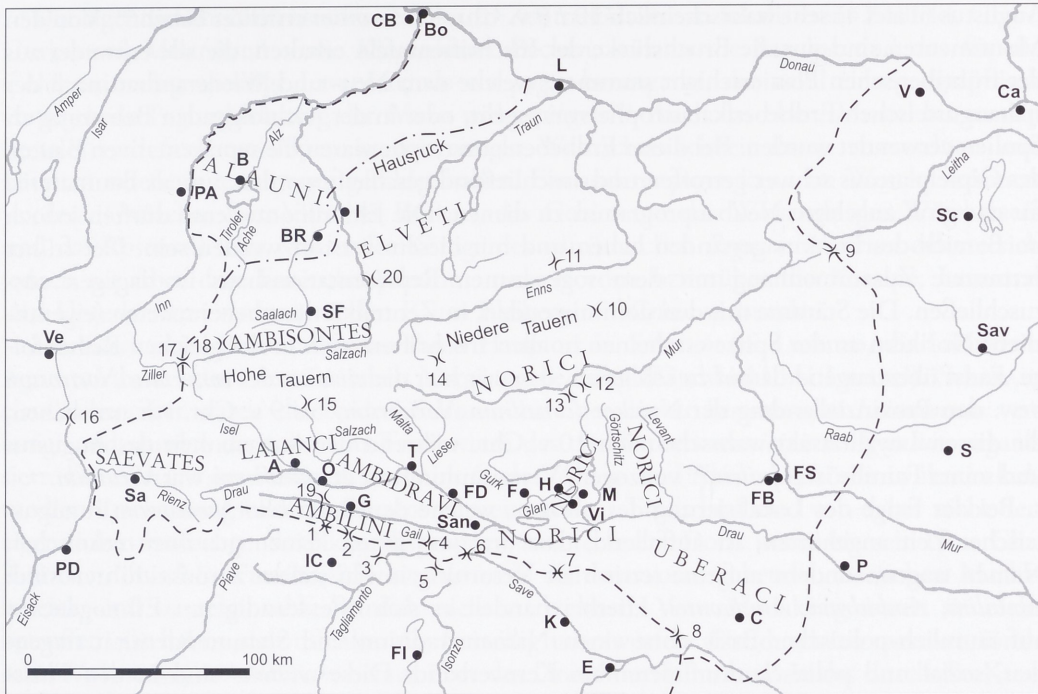 CB
Bo
L
Donau
V
Ca
Amper
Isar
Alz
Traun
Hausruck
Leitha
PA
B
ALAUNI
I
Sc
Tiroler
Ache
BR
ELVETI
9
11
20
Enns
Inn
Saalach
SF
10
Niedere Tauern
Mur
Ve
17
18
AMBISONTES
Salzach
Sav
Ziller
Hohe Tauern
14
NORICI
12
13
15
16
Isel
Salzach
Malta
Lieser
Görtschitz
Levant
Raab
SAEVATES
LAIANCI
A
O
AMBIDRAVI
T
Gurk
NORICI
NORICI
S
Sa
Rienz
Drau
19
G
FD
F
H
M
FS
FB
AMBILINI
Glan
Vi
San
Gail
NORICI
Drau
Mur
PD
IC
2
3
4
5
6
7
UBERACI
P
Eisack
Piave
Tagliamento
Save
K
C
8
FI
Isonzo
E
0
100 km